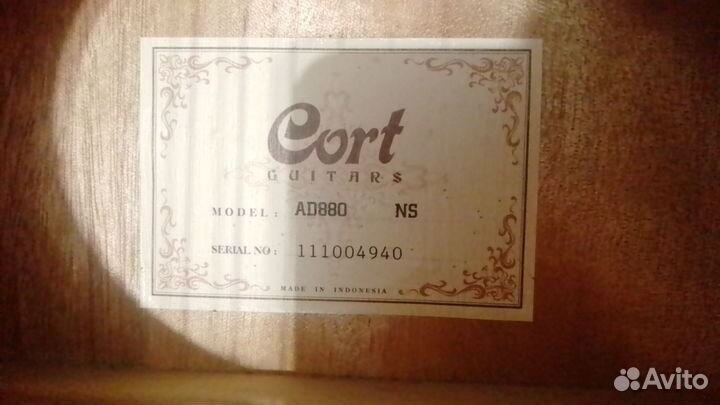 Cort
GUITARS
MODEL: AD880 NS
SERIAL NO: 111004940
MADE IN INDONESIA
Avito